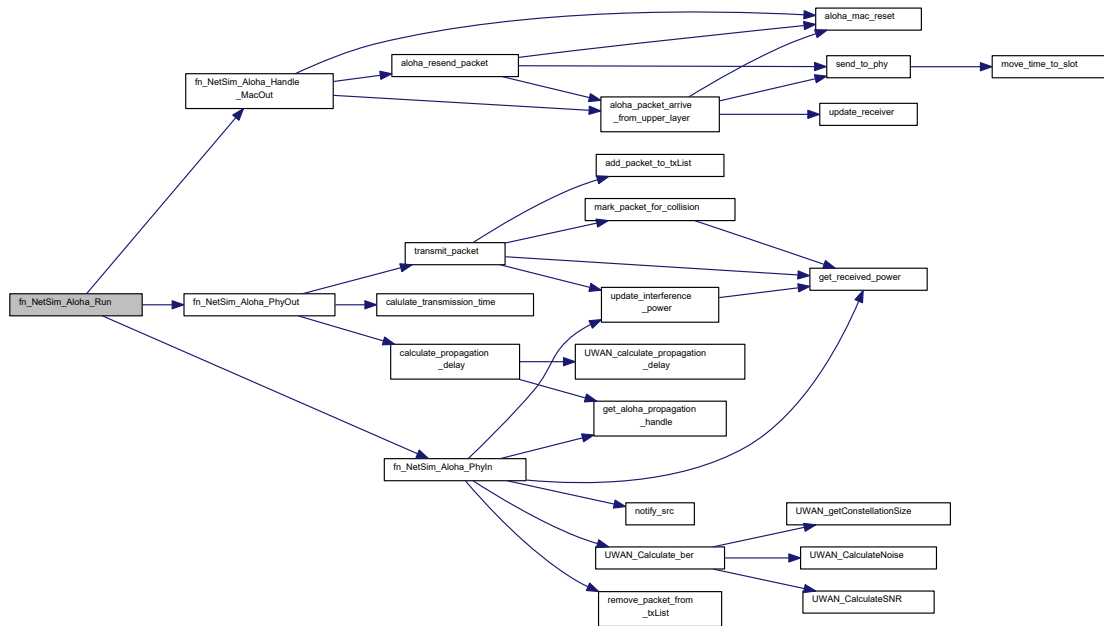 aloha_mac_reset
aloha_resend_packet
send_to_phy
move_time_to_slot
fn_NetSim_Aloha_Handle
_MacOut
aloha_packet_arrive
_from_upper_layer
update_receiver
add_packet_to_txList
mark_packet_for_collision
transmit_packet
get_received_power
fn_NetSim_Aloha_Run
fn_NetSim_Aloha_PhyOut
calulate_transmission_time
update_interference
_power
calculate_propagation
_delay
UWAN_calculate_propagation
_delay
get_aloha_propagation
_handle
fn_NetSim_Aloha_PhyIn
notify_src
UWAN_getConstellationSize
UWAN_Calculate_ber
UWAN_CalculateNoise
remove_packet_from
_txList
UWAN_CalculateSNR